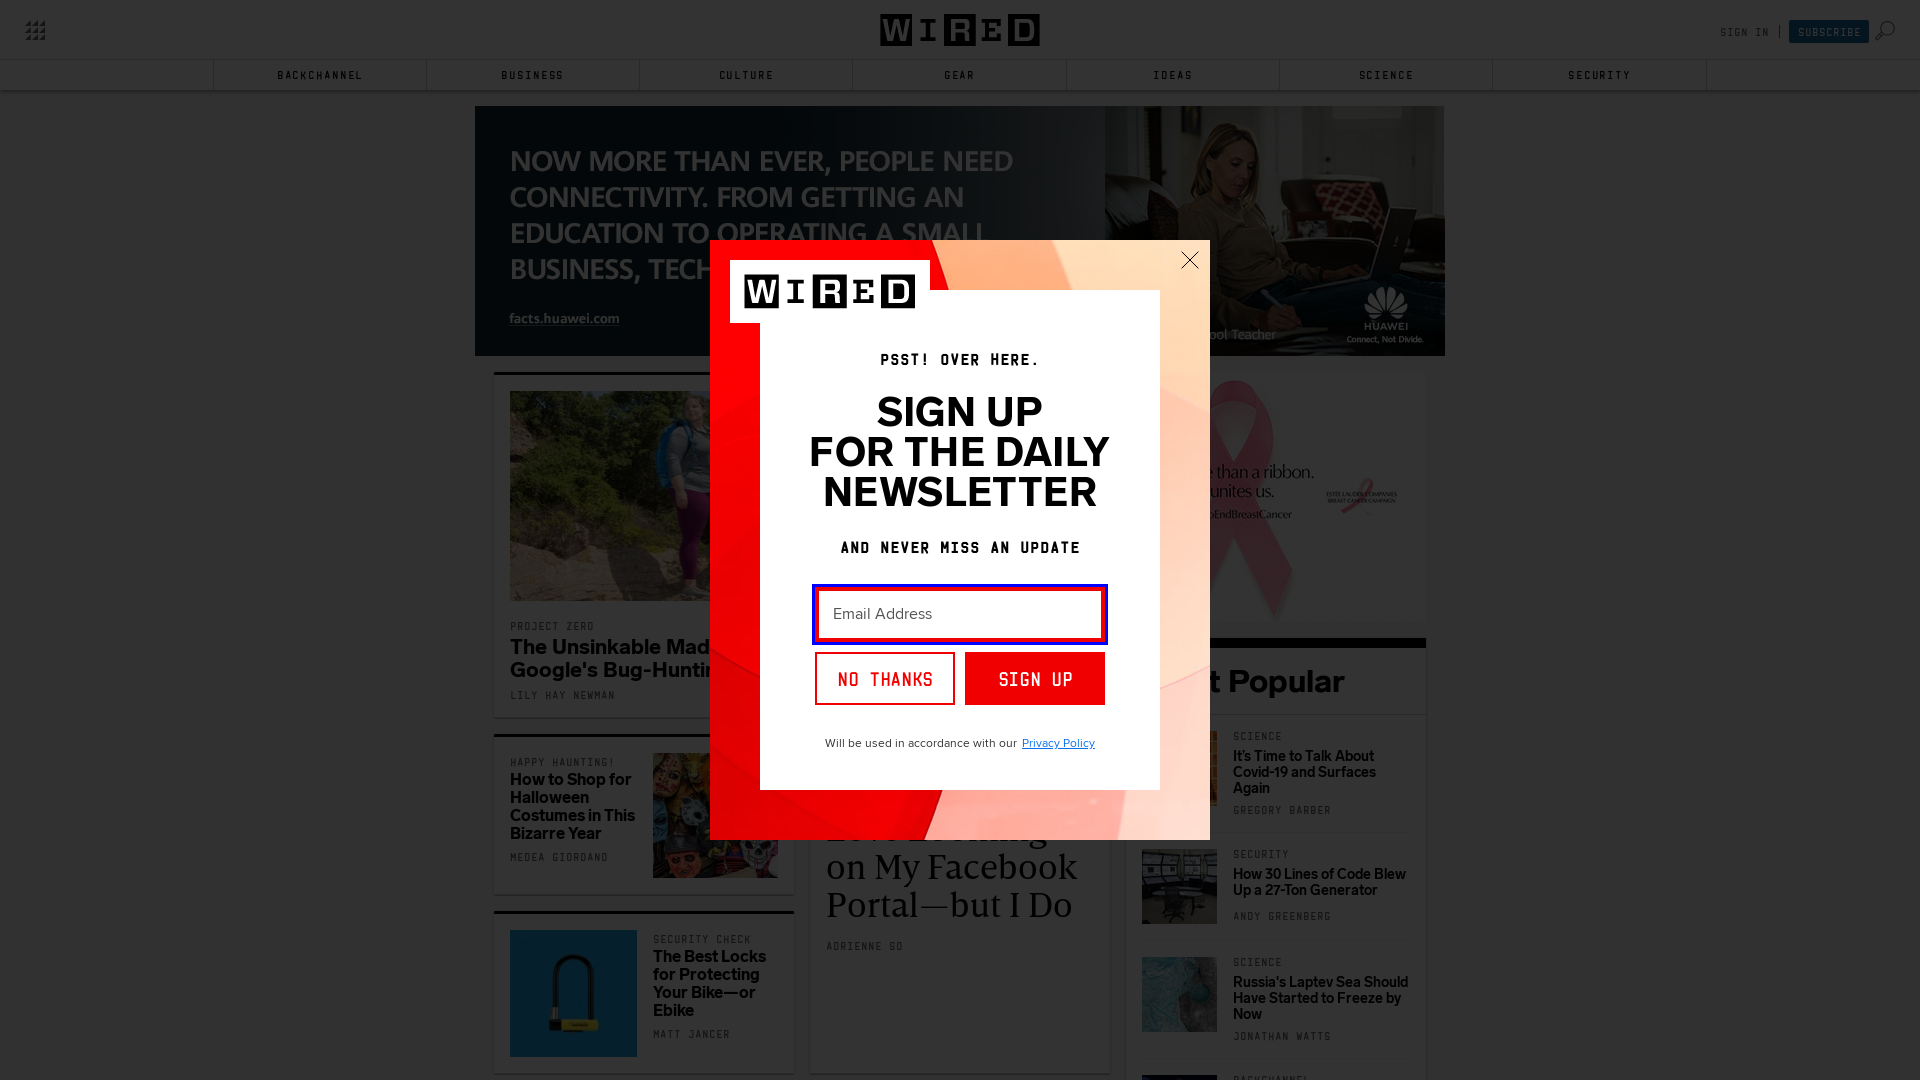 WIRED
SIGN IN
SUBSCRIBE
BACKCHANNEL
BUSINESS
CULTURE
GEAR
IDEAS
SCIENCE
SECURITY
NOW MORE THAN EVER, PEOPLE NEED
CONNECTIVITY. FROM GETTING AN
EDUCATION TO OPERATING A SMALL
BUSINESS, TECH
facts.huawei.com
ool Teacher
HUAWEI
Connect, Not Divide.
WIRED
PSST! OVER HERE.
SIGN UP
FOR THE DAILY
NEWSLETTER
AND NEVER MISS AN UPDATE
Email Address
NO THANKS
SIGN UP
Will be used in accordance with our Privacy Policy
PROJECT ZERO
The Unsinkable Mad
Google's Bug-Huntin
LILY HAY NEWMAN
HAPPY HAUNTING!
How to Shop for
Halloween
Costumes in This
Bizarre Year
MEDEA GIORDANO
SECURITY CHECK
The Best Locks
for Protecting
Your Bike—or
Ebike
MATT JANCER
on My Facebook
Portal—but I Do
ADRIENNE SO
than a ribbon.
unites us.
EndBreastCancer
ESTÉE LAUDER COMPANIES
BREAST CANCER CAMPAIGN
t Popular
SCIENCE
It's Time to Talk About
Covid-19 and Surfaces
Again
GREGORY BARBER
SECURITY
How 30 Lines of Code Blew
Up a 27-Ton Generator
ANDY GREENBERG
SCIENCE
Russia's Laptev Sea Should
Have Started to Freeze by
Now
JONATHAN WATTS
BACKCHANNEL